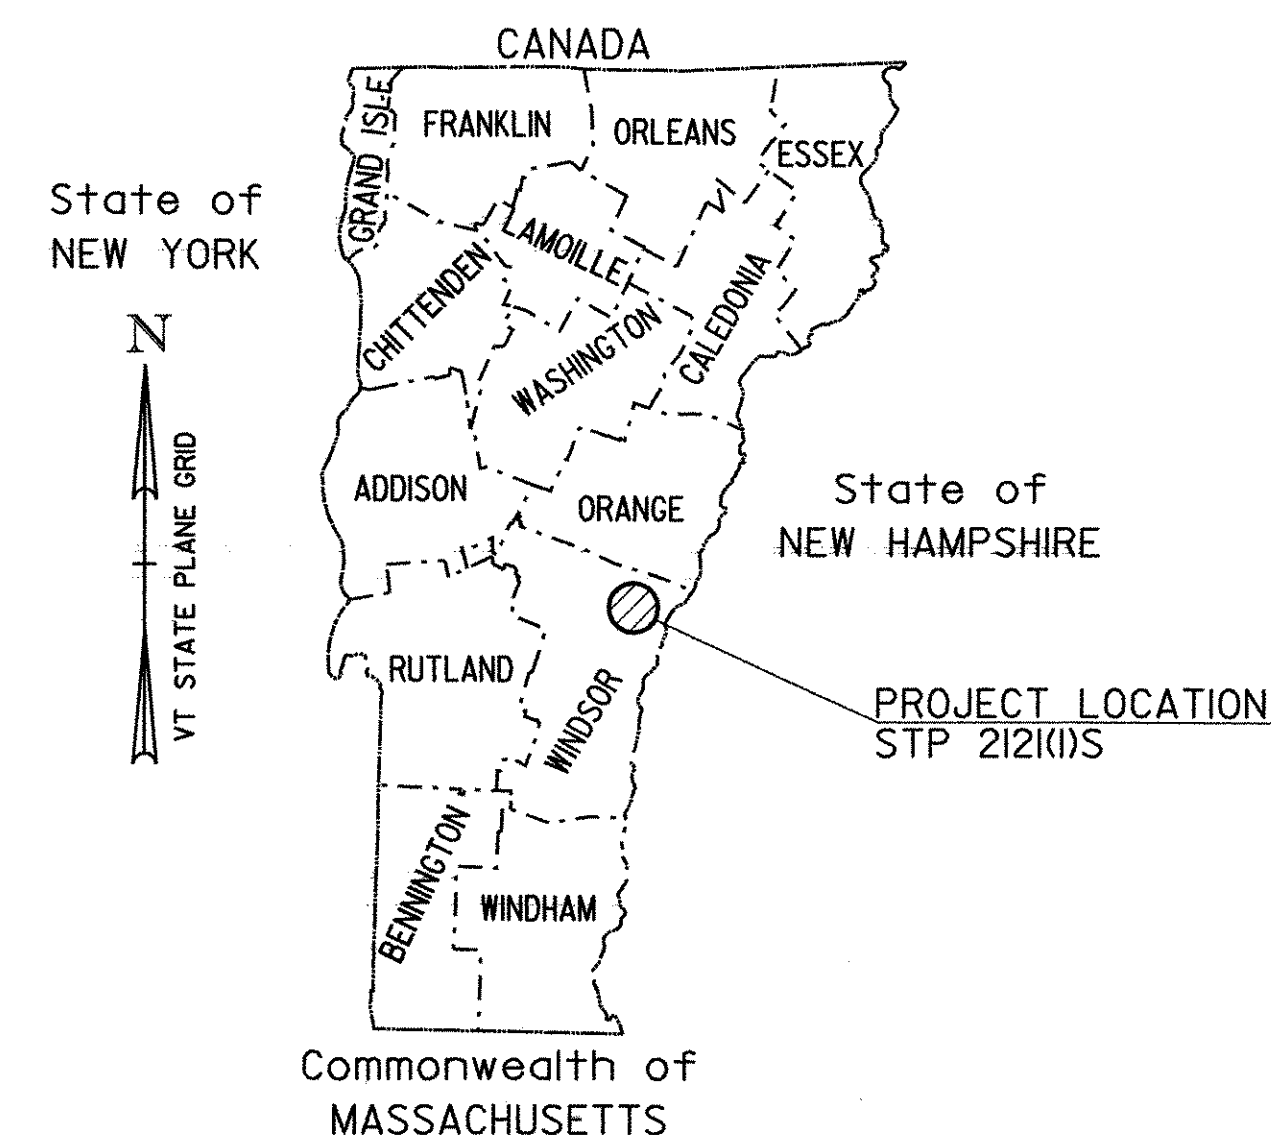 CANADA
GRAND ISLE
FRANKLIN
ORLEANS
ESSEX
State of
NEW YORK
LAMOILLE
CHITTENDEN
CALEDONIA
WASHINGTON
N
VT STATE PLANE GRID
ADDISON
ORANGE
State of
NEW HAMPSHIRE
RUTLAND
WINDSOR
PROJECT LOCATION
STP 2121(1)S
BENNINGTON
WINDHAM
Commonwealth of
MASSACHUSETTS